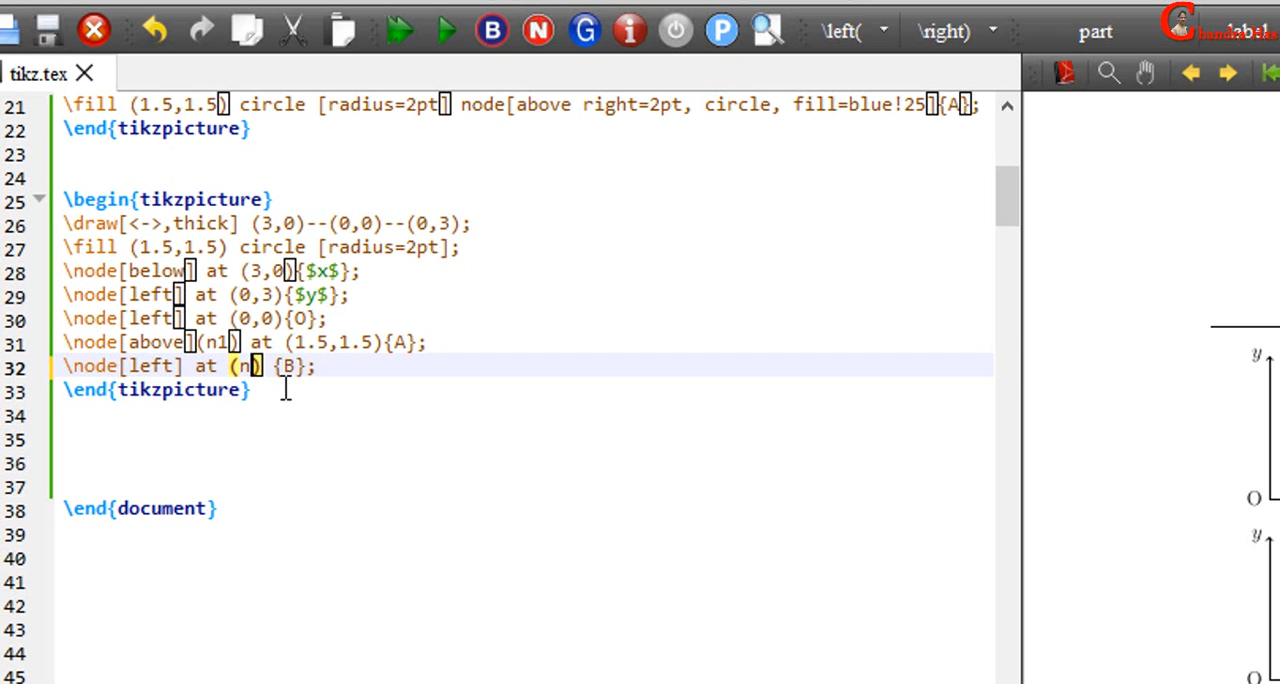 B N G i P \left( \right) part label
C handra Has
tikz.tex
21 \fill (1.5,1.5) circle [radius=2pt] node[above right=2pt, circle, fill=blue!25]{A};
22 \end{tikzpicture}
23
24
25 \begin{tikzpicture}
26 \draw[<->,thick] (3,0)--(0,0)--(0,3);
27 \fill (1.5,1.5) circle [radius=2pt];
28 \node[below] at (3,0){$x$};
29 \node[left] at (0,3){$y$};
30 \node[left] at (0,0){O};
31 \node[above](n1) at (1.5,1.5){A};
32 \node[left] at (n) {B};
33 \end{tikzpicture}
34
35
36
37
38 \end{document}
39
40
41
42
43
44
45
y
O
y
O